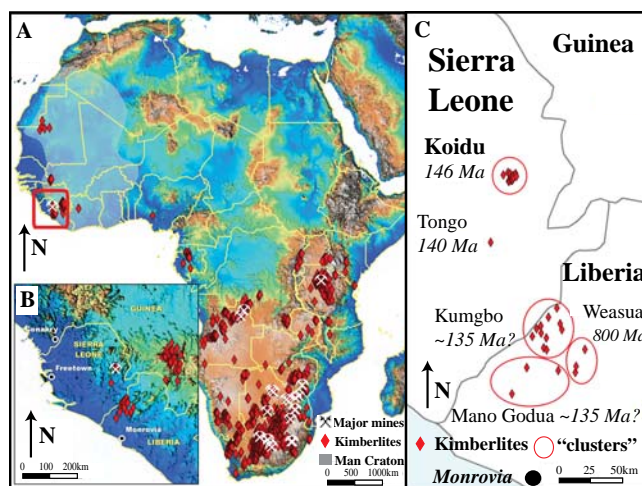 A
N
Major mines
Kimberlites
Man Craton
0 500 1000km
B
GUINEA
Conakry
SIERRA
LEONE
Freetown
Monrovia
LIBERIA
N
0 100 200km
C
Guinea
Sierra
Leone
Koidu
146 Ma
Tongo
140 Ma
Liberia
Kumgbo
~135 Ma?
Weasua
800 Ma
N
Mano Godua ~135 Ma?
Kimberlites
“clusters”
Monrovia
0 25 50km